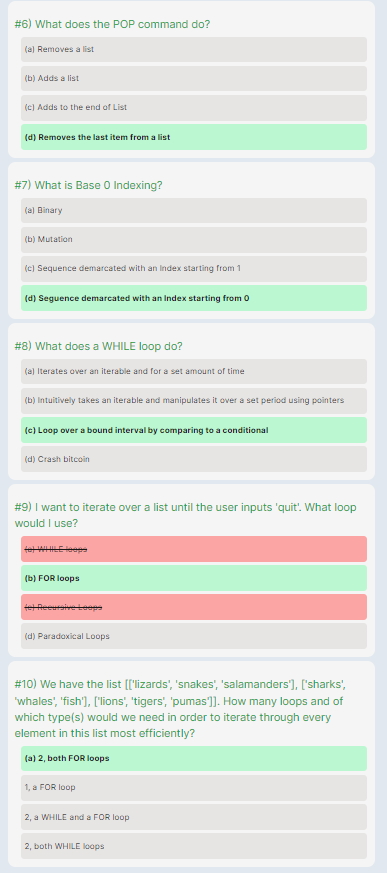 #6) What does the POP command do?
(a) Removes a list
(b) Adds a list
(c) Adds to the end of List
(d) Removes the last item from a list
#7) What is Base 0 Indexing?
(a) Binary
(b) Mutation
(c) Sequence demarcated with an Index starting from 1
(d) Seguence demarcated with an Index starting from 0
#8) What does a WHILE loop do?
(a) Iterates over an iterable and for a set amount of time
(b) Intuitively takes an iterable and manipulates it over a set period using pointers
(c) Loop over a bound interval by comparing to a conditional
(d) Crash bitcoin
#9) I want to iterate over a list until the user inputs 'quit'. What loop
would I use?
(a) WHILE loops
(b) FOR loops
(c) Recursive Loops
(d) Paradoxical Loops
#10) We have the list [['lizards', 'snakes', 'salamanders'], ['sharks',
'whales', 'fish'], ['lions', 'tigers', 'pumas']]. How many loops and of
which type(s) would we need in order to iterate through every
element in this list most efficiently?
(a) 2, both FOR loops
1, a FOR loop
2, a WHILE and a FOR loop
2, both WHILE loops